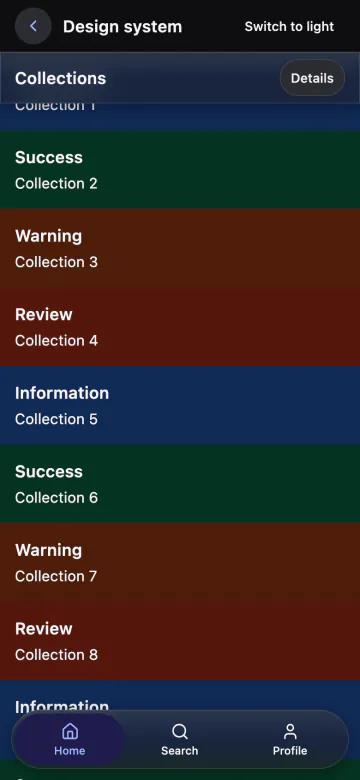 Design system
Switch to light
Collections
Details
Collection 1
Success
Collection 2
Warning
Collection 3
Review
Collection 4
Information
Collection 5
Success
Collection 6
Warning
Collection 7
Review
Collection 8
Information
Home
Search
Profile